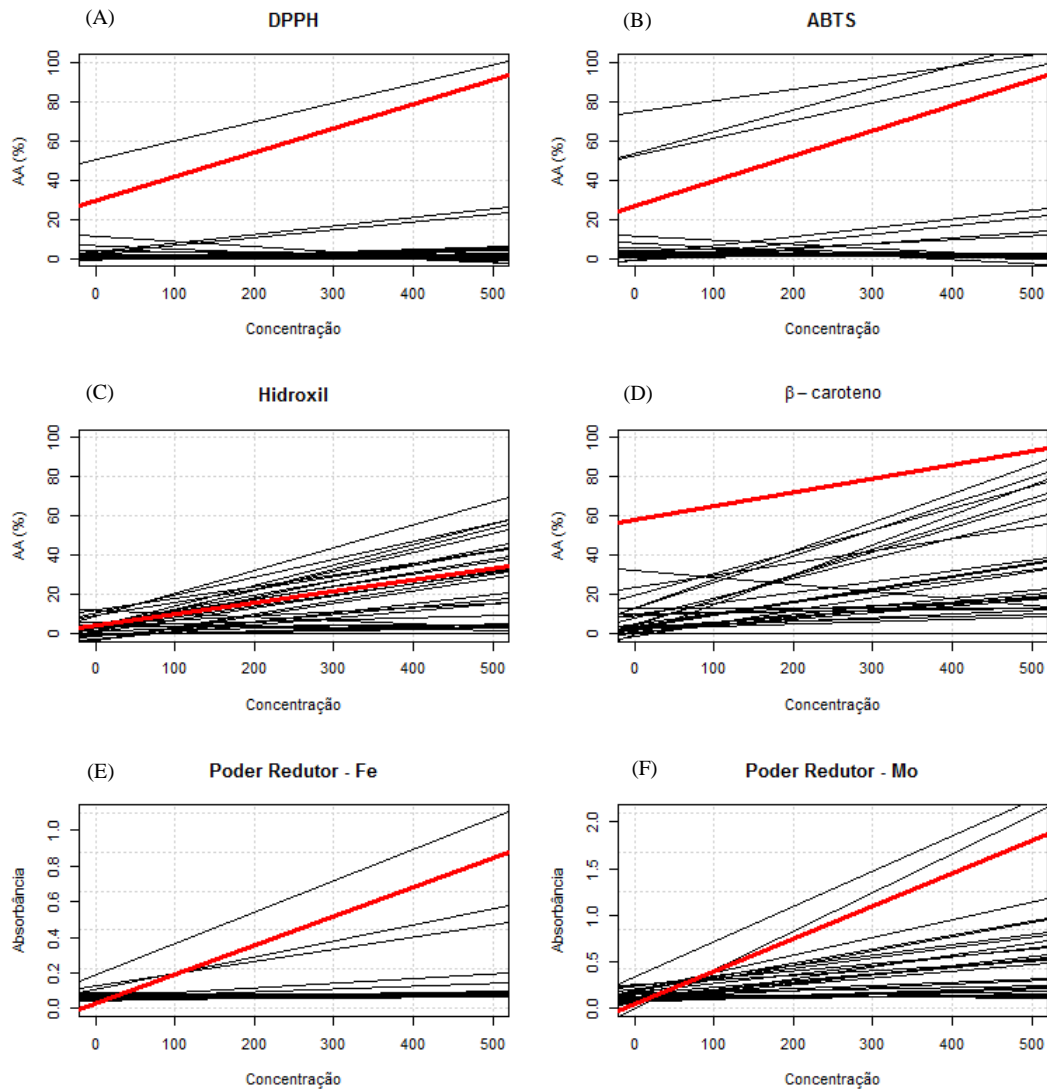 (A) DPPH
AA (%)
0 20 40 60 80 100
0 100 200 300 400 500
Concentração
(B) ABTS
AA (%)
0 20 40 60 80 100
0 100 200 300 400 500
Concentração
(C) Hidroxil
AA (%)
0 20 40 60 80 100
0 100 200 300 400 500
Concentração
(D) β – caroteno
AA (%)
0 20 40 60 80 100
0 100 200 300 400 500
Concentração
(E) Poder Redutor - Fe
Absorbância
0.0 0.2 0.4 0.6 0.8 1.0
0 100 200 300 400 500
Concentração
(F) Poder Redutor - Mo
Absorbância
0.0 0.5 1.0 1.5 2.0
0 100 200 300 400 500
Concentração